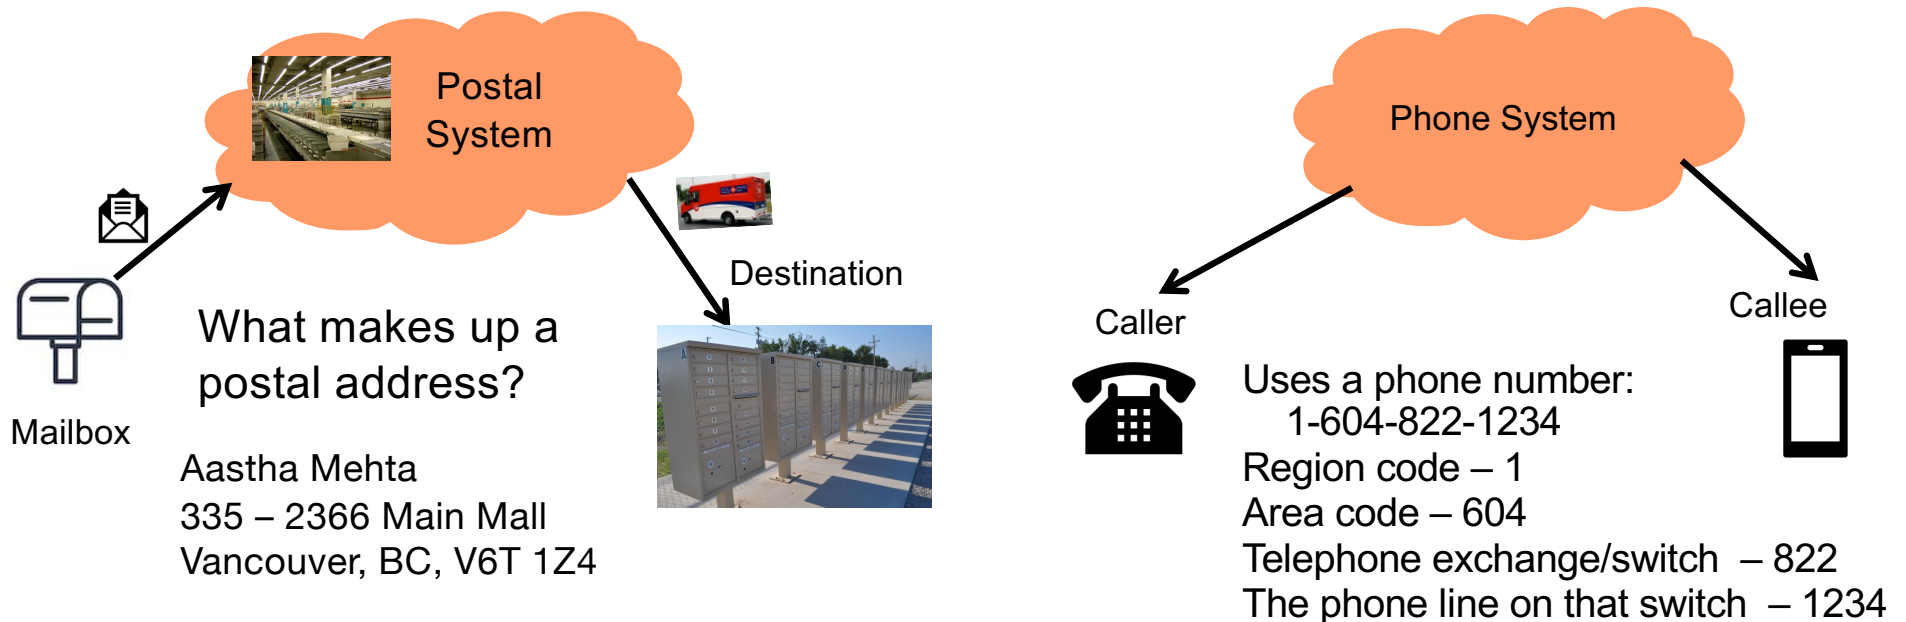 Postal
System
Destination
What makes up a
postal address?
Mailbox
Aastha Mehta
335 – 2366 Main Mall
Vancouver, BC, V6T 1Z4
A
B
C
Phone System
Caller
Callee
Uses a phone number:
1-604-822-1234
Region code – 1
Area code – 604
Telephone exchange/switch – 822
The phone line on that switch – 1234